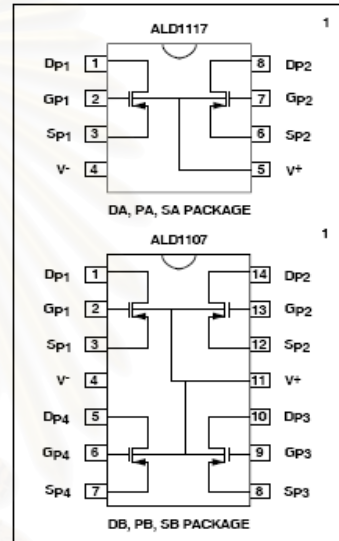 ALD1117 1
DP1 1 8 DP2
GP1 2 7 GP2
SP1 3 6 SP2
V- 4 5 V+
DA, PA, SA PACKAGE
ALD1107 1
DP1 1 14 DP2
GP1 2 13 GP2
SP1 3 12 SP2
V- 4 11 V+
DP4 5 10 DP3
GP4 6 9 GP3
SP4 7 8 SP3
DB, PB, SB PACKAGE